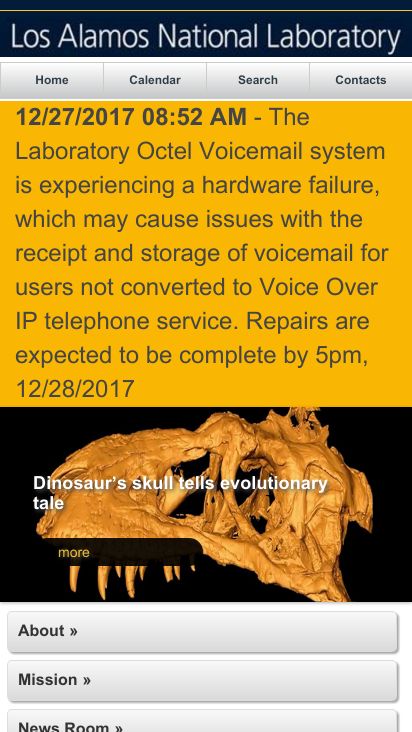 Los Alamos National Laboratory
Home Calendar Search Contacts
12/27/2017 08:52 AM - The
Laboratory Octel Voicemail system
is experiencing a hardware failure,
which may cause issues with the
receipt and storage of voicemail for
users not converted to Voice Over
IP telephone service. Repairs are
expected to be complete by 5pm,
12/28/2017
Dinosaur's skull tells evolutionary
tale
more
About »
Mission »
News Room »